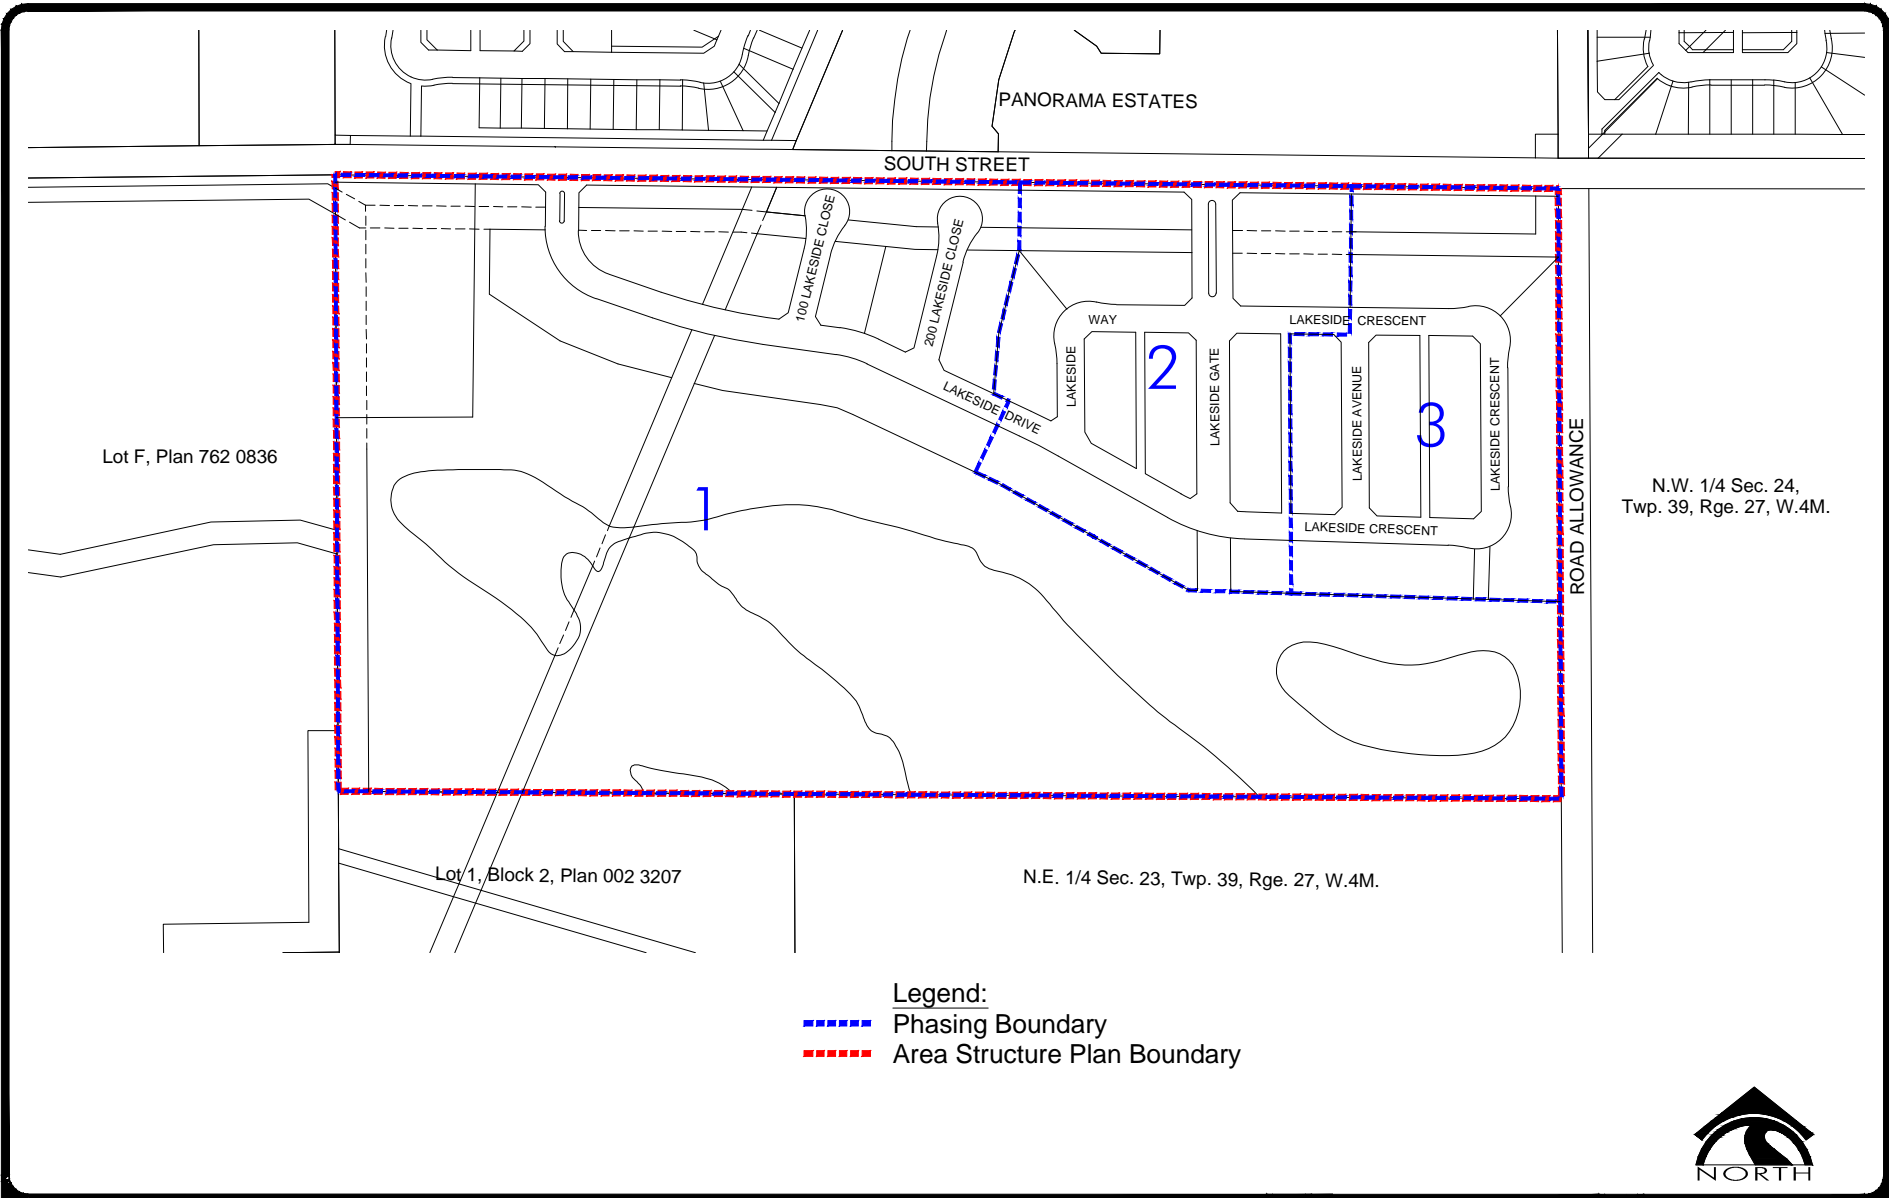 PANORAMA ESTATES
SOUTH STREET
100 LAKESIDE CLOSE
200 LAKESIDE CLOSE
WAY
LAKESIDE CRESCENT
LAKESIDE
2
LAKESIDE GATE
LAKESIDE AVENUE
3
LAKESIDE CRESCENT
LAKESIDE DRIVE
ROAD ALLOWANCE
Lot F, Plan 762 0836
1
N.W. 1/4 Sec. 24,
Twp. 39, Rge. 27, W.4M.
LAKESIDE CRESCENT
Lot 1, Block 2, Plan 002 3207
N.E. 1/4 Sec. 23, Twp. 39, Rge. 27, W.4M.
Legend:
Phasing Boundary
Area Structure Plan Boundary
NORTH